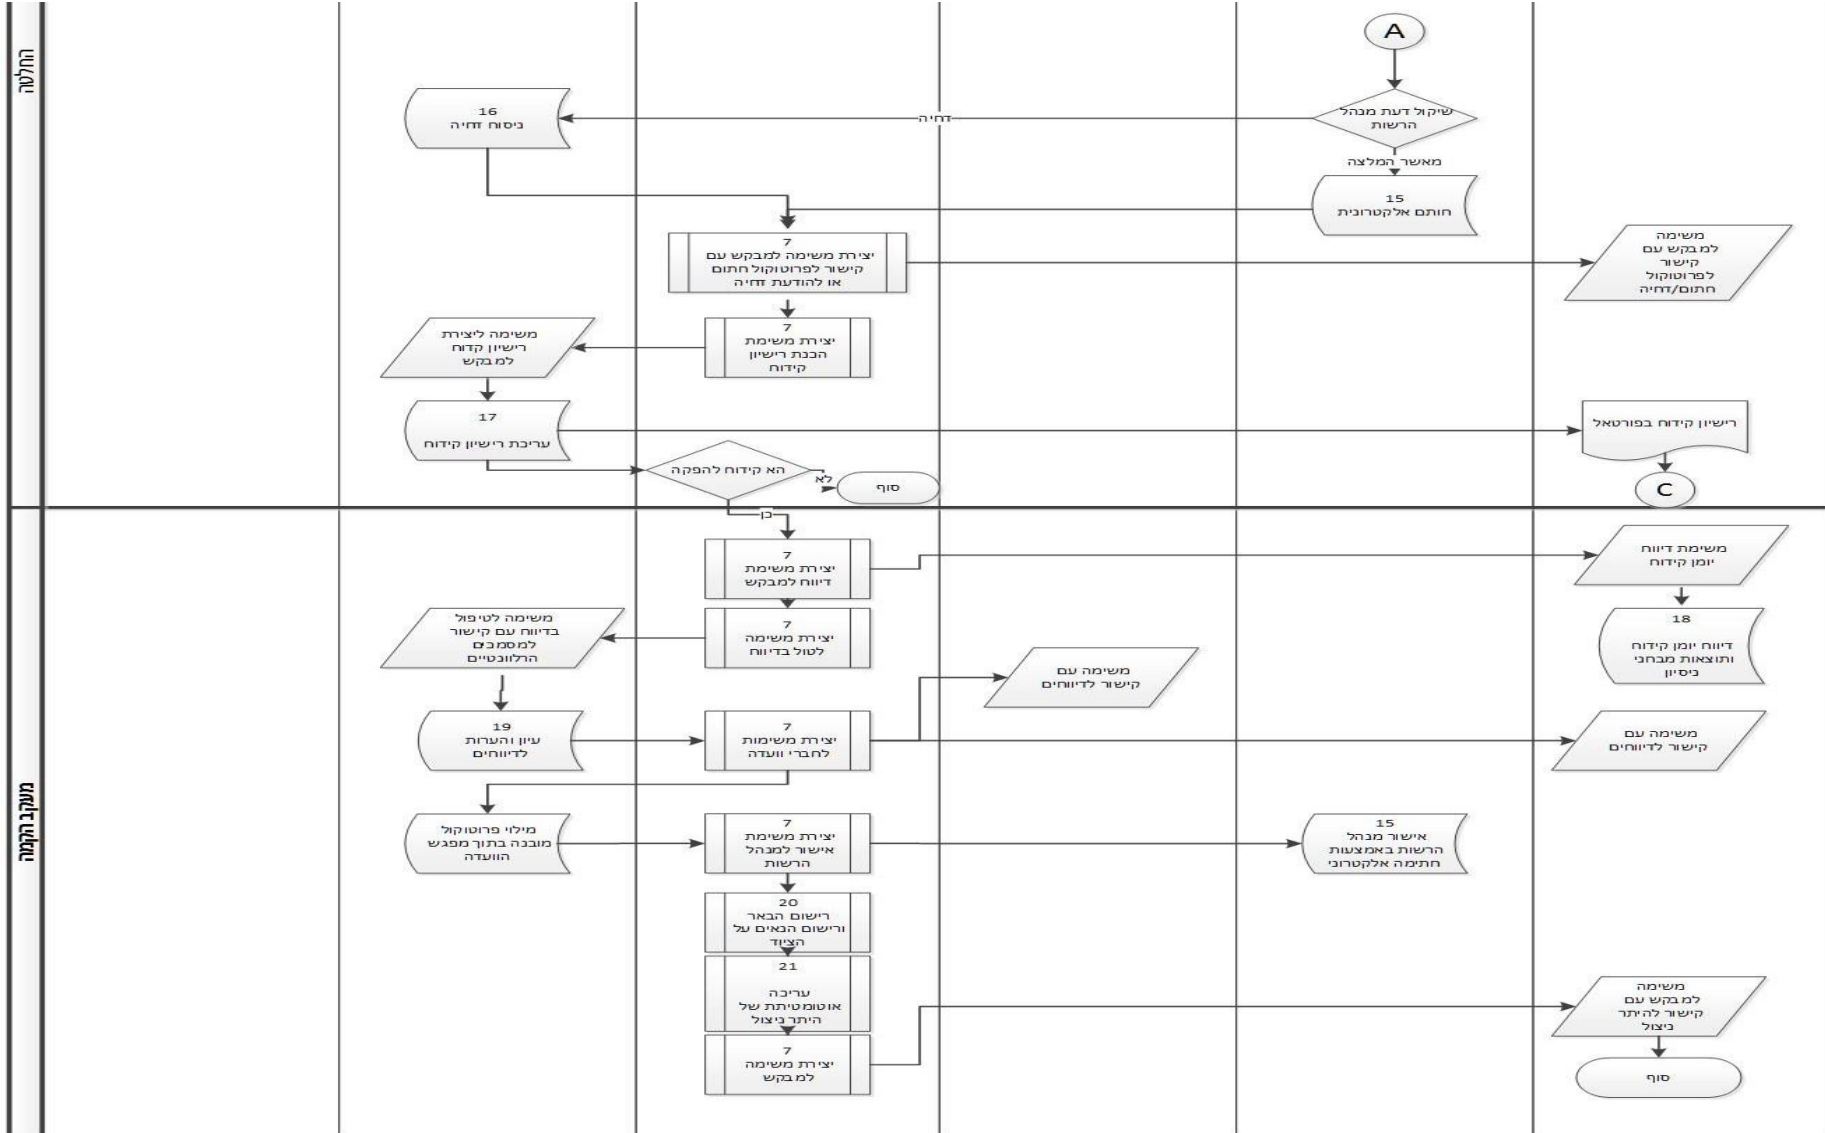 החלטה
A
שיקול דעת מנהל
הרשות
דחיה
16
ניסוח דחיה
מאשר המלצה
15
חותם אלקטרונית
7
יצירת משימה למבקש עם
קישור לפרוטוקול חתום
או להודעת דחיה
משימה
למבקש עם
קישור
לפרוטוקול
חתום/דחיה
7
יצירת משימת
הכנת רישיון
קידוח
משימה ליצירת
רישיון קדוח
למבקש
17
עריכת רישיון קידוח
רישיון קידוח בפורטאל
C
הא קידוח להפקה
לא
סוף
כן
מעקב הקמה
7
יצירת משימת
דיווח למבקש
משימת דיווח
יומן קידוח
18
דיווח יומן קידוח
ותוצאות מבחני
ניסיון
7
יצירת משימה
לטול בדיווח
משימה לטיפול
בדיווח עם קישור
למסמכים
הרלוונטיים
19
עיון והערות
לדיווחים
7
יצירת משימות
לחברי וועדה
משימה עם
קישור לדיווחים
משימה עם
קישור לדיווחים
מילוי פרוטוקול
מובנה בתוך מפגש
הוועדה
7
יצירת משימת
אישור למנהל
הרשות
15
אישור מנהל
הרשות באמצעות
חתימה אלקטרוני
20
רישום הבאר
ורישום הנאים על
הציוד
21
עריכה
אוטומטיתת של
היתר ניצול
7
יצירת משימה
למבקש
משימה
למבקש עם
קישור להיתר
ניצול
סוף